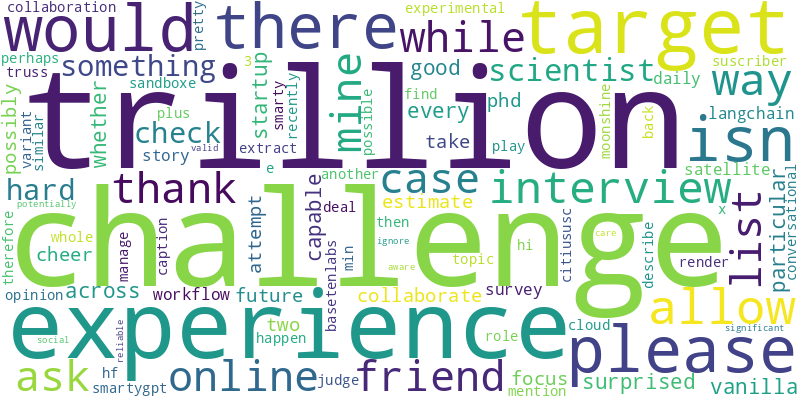 collaboration pretty experimental
would there while target
perhaps truss something sandboxe 3 startup smarty recently mine good scientist daily suscriber way
trillion
possibly variant similar whether plus check story extract valid possible every find phd play take moonshine back langchain isn
e another
hard thank case interview satellite list particular conversational
potentially
challenge
therefore whole cheer manage caption attempt capable deal then ignore aware estimate topic hi care x render describe citiususc
opinion across workflow future min basetenlabs collaborate survey allow
social reliable experience two happen role cloud please significant
ask hf smartygpt online judge friend focus mention surprised vanilla